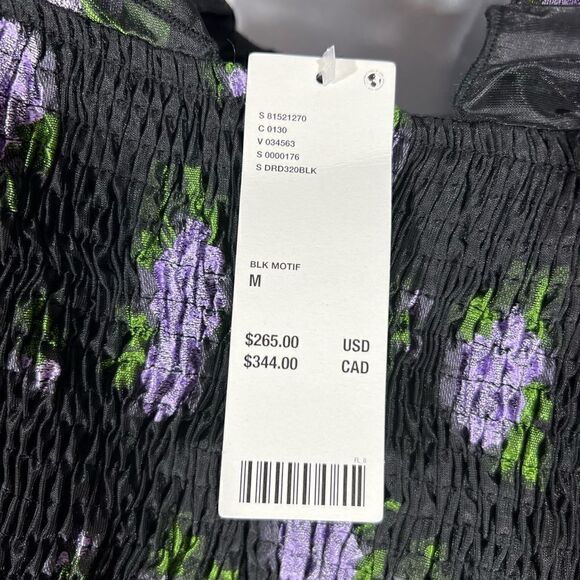 S 81521270
C 0130
V 034563
S 0000176
S DRD320BLK
BLK MOTIF
M
$265.00 USD
$344.00 CAD